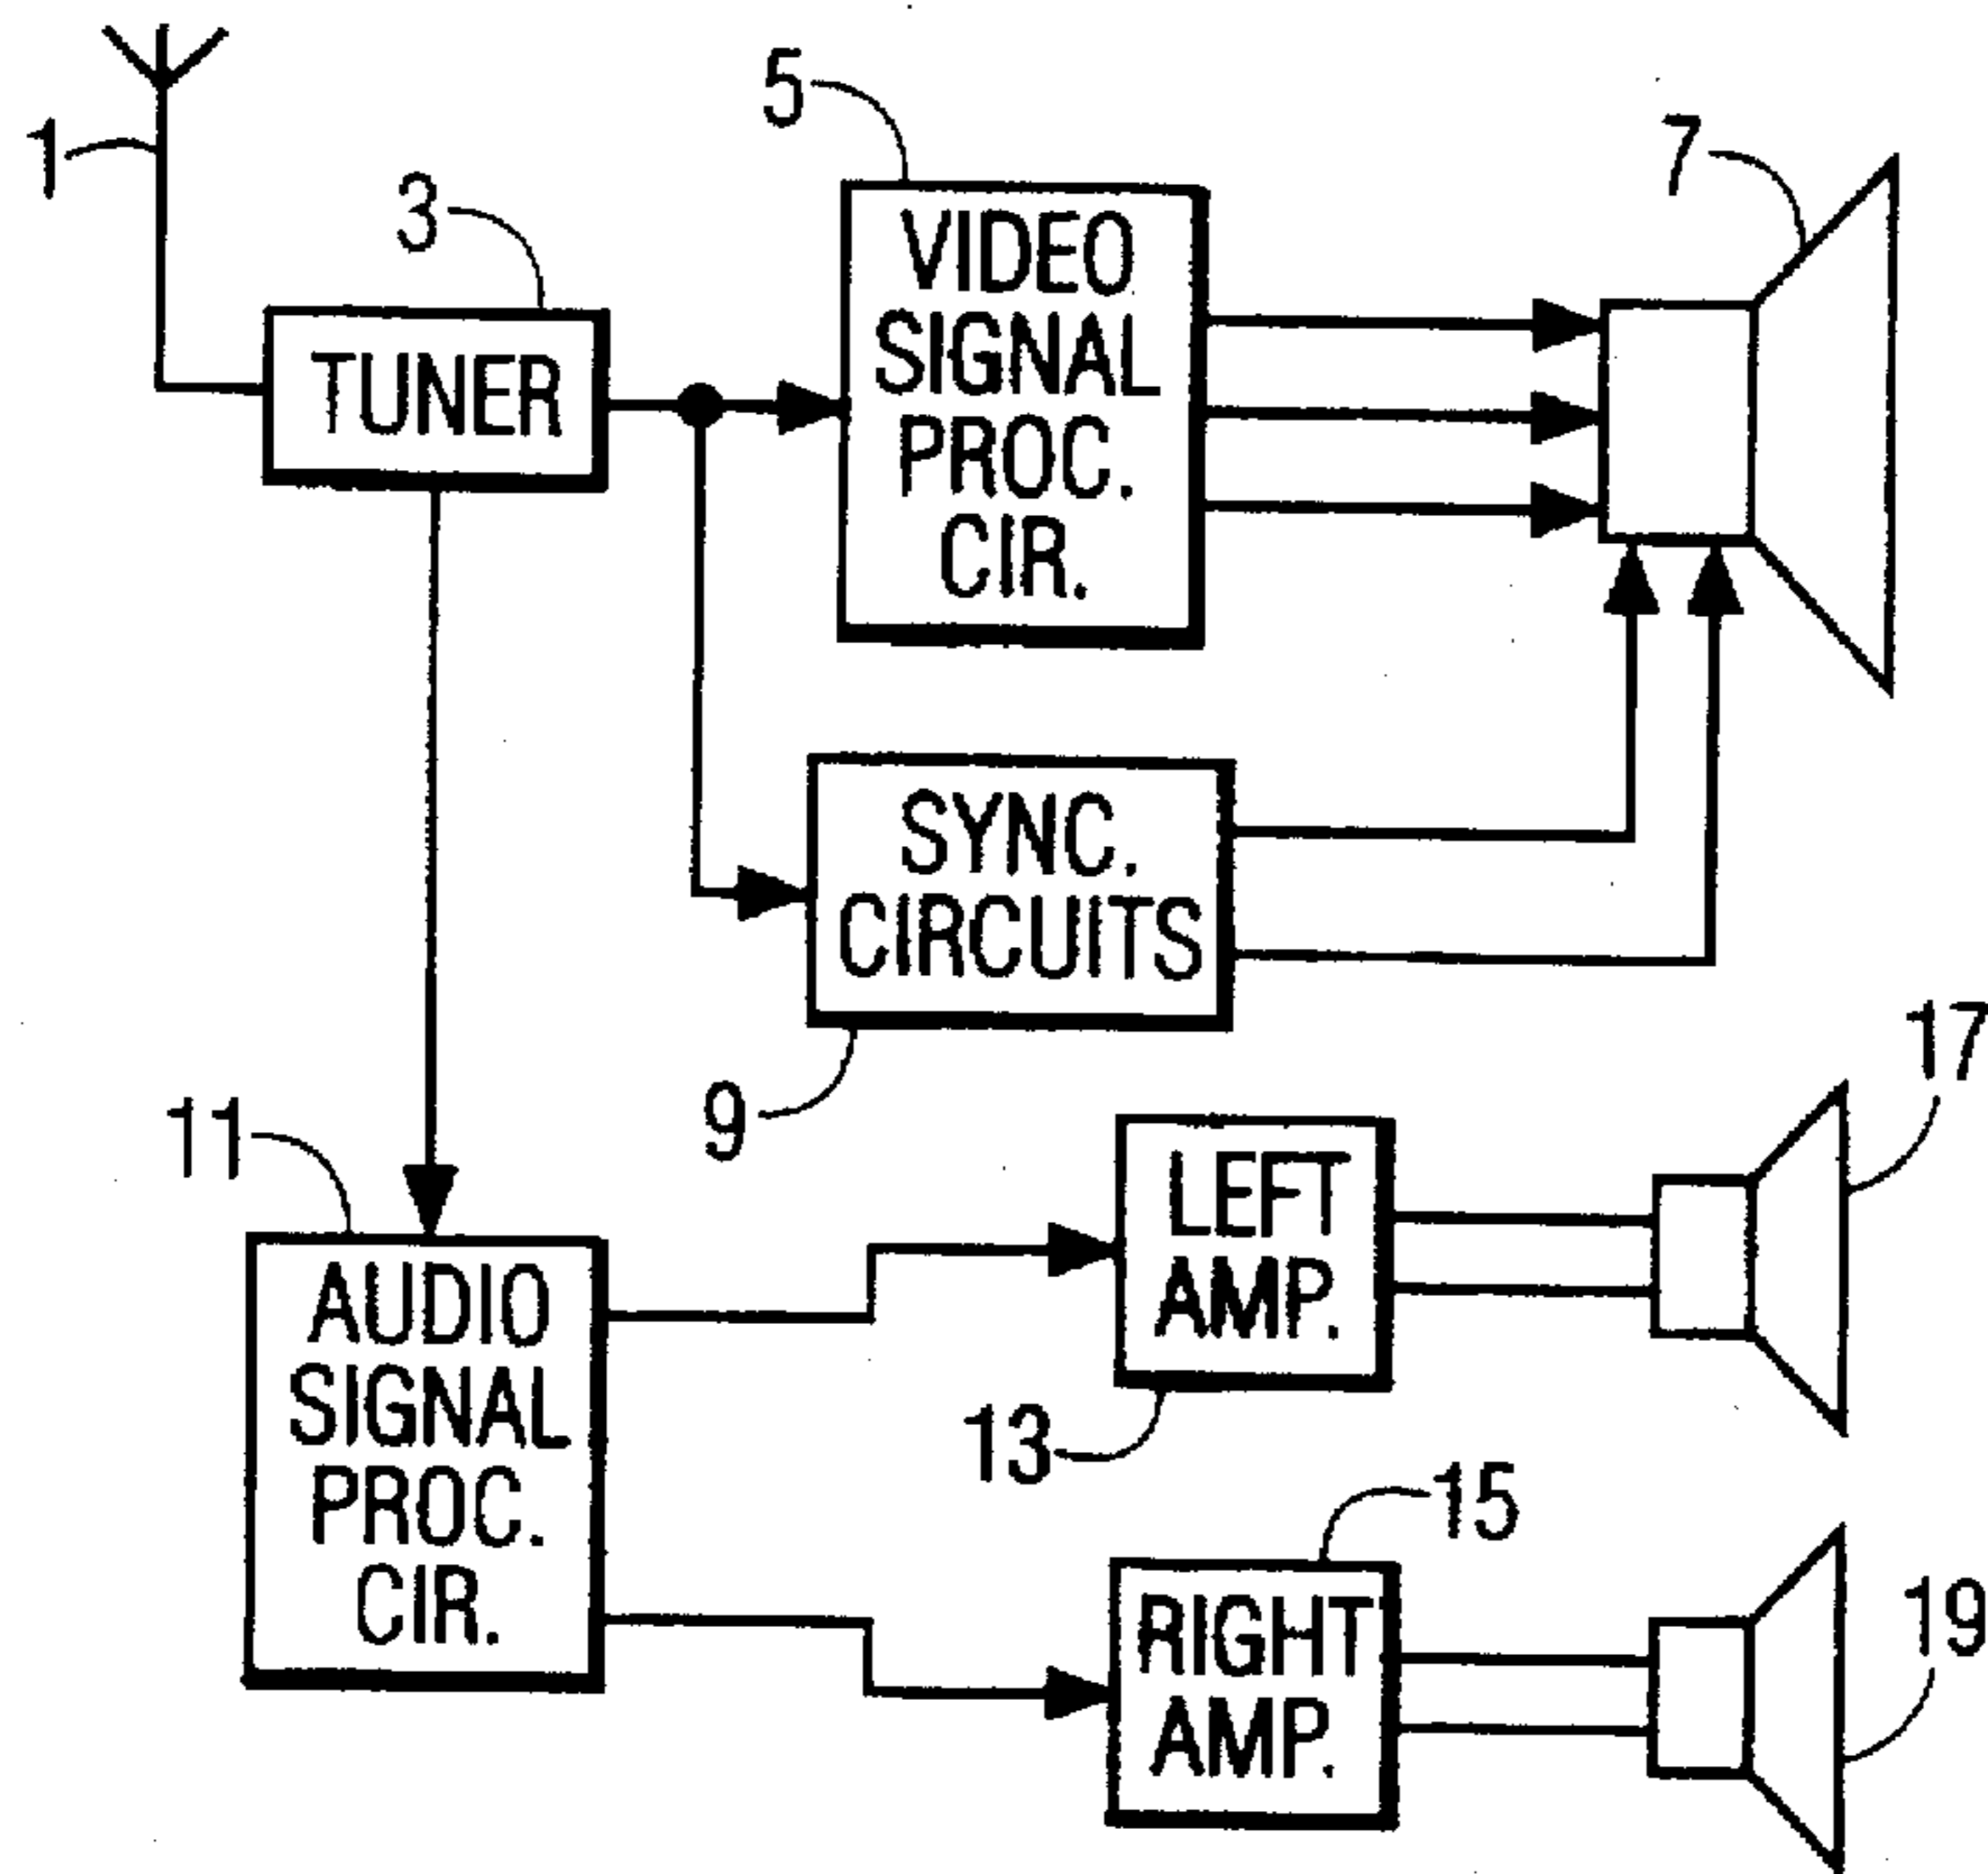 1
3
TUNER
5
VIDEO
SIGNAL
PROC.
CIR.
7
SYNC.
CIRCUITS
9
11
AUDIO
SIGNAL
PROC.
CIR.
LEFT
AMP.
13
17
15
RIGHT
AMP.
19